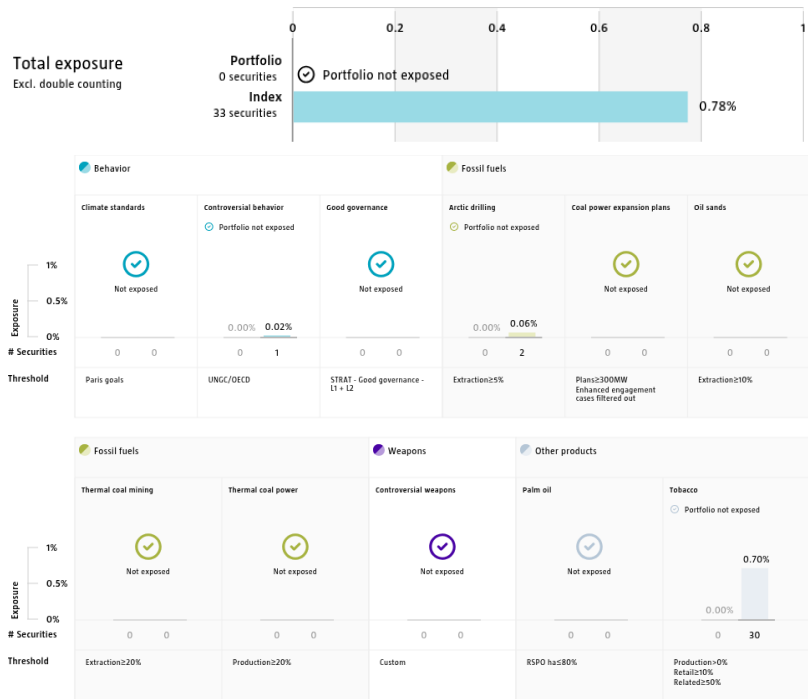 0 0.2 0.4 0.6 0.8 1
Total exposure
Excl. double counting
Portfolio
0 securities
Portfolio not exposed
Index
33 securities
0.78%
Behavior
Fossil fuels
Climate standards
Controversial behavior
Good governance
Arctic drilling
Coal power expansion plans
Oil sands
Portfolio not exposed
Portfolio not exposed
Exposure
1%
0.5%
0%
Not exposed
0.00% 0.02%
Not exposed
0.00% 0.06%
Not exposed
Not exposed
# Securities
0 0
0 1
0 0
0 2
0 0
0 0
Threshold
Paris goals
UNGC/OECD
STRAT - Good governance -
L1 + L2
Extraction≥5%
Plans≥300MW
Enhanced engagement
cases filtered out
Extraction≥10%
Fossil fuels
Weapons
Other products
Thermal coal mining
Thermal coal power
Controversial weapons
Palm oil
Tobacco
Portfolio not exposed
Exposure
1%
0.5%
0%
Not exposed
Not exposed
Not exposed
Not exposed
0.00% 0.70%
# Securities
0 0
0 0
0 0
0 0
0 30
Threshold
Extraction≥20%
Production≥20%
Custom
RSPO ha≤80%
Production>0%
Retail≥10%
Related≥50%